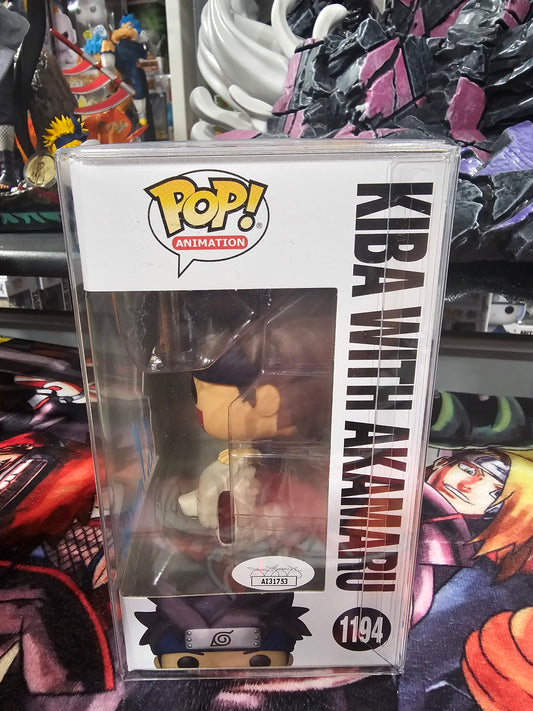 POP!
ANIMATION
KIBA WITH AKAMARU
AI31753
1194